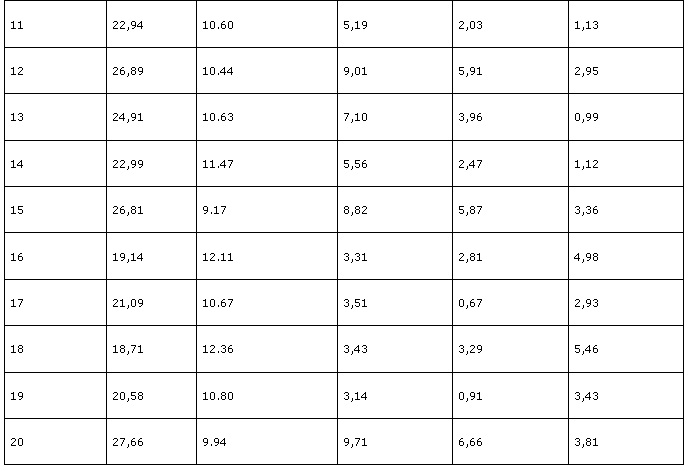 11 22,94 10.60 5,19 2,03 1,13
12 26,89 10.44 9,01 5,91 2,95
13 24,91 10.63 7,10 3,96 0,99
14 22,99 11.47 5,56 2,47 1,12
15 26,81 9.17 8,82 5,87 3,36
16 19,14 12.11 3,31 2,81 4,98
17 21,09 10.67 3,51 0,67 2,93
18 18,71 12.36 3,43 3,29 5,46
19 20,58 10.80 3,14 0,91 3,43
20 27,66 9.94 9,71 6,66 3,81